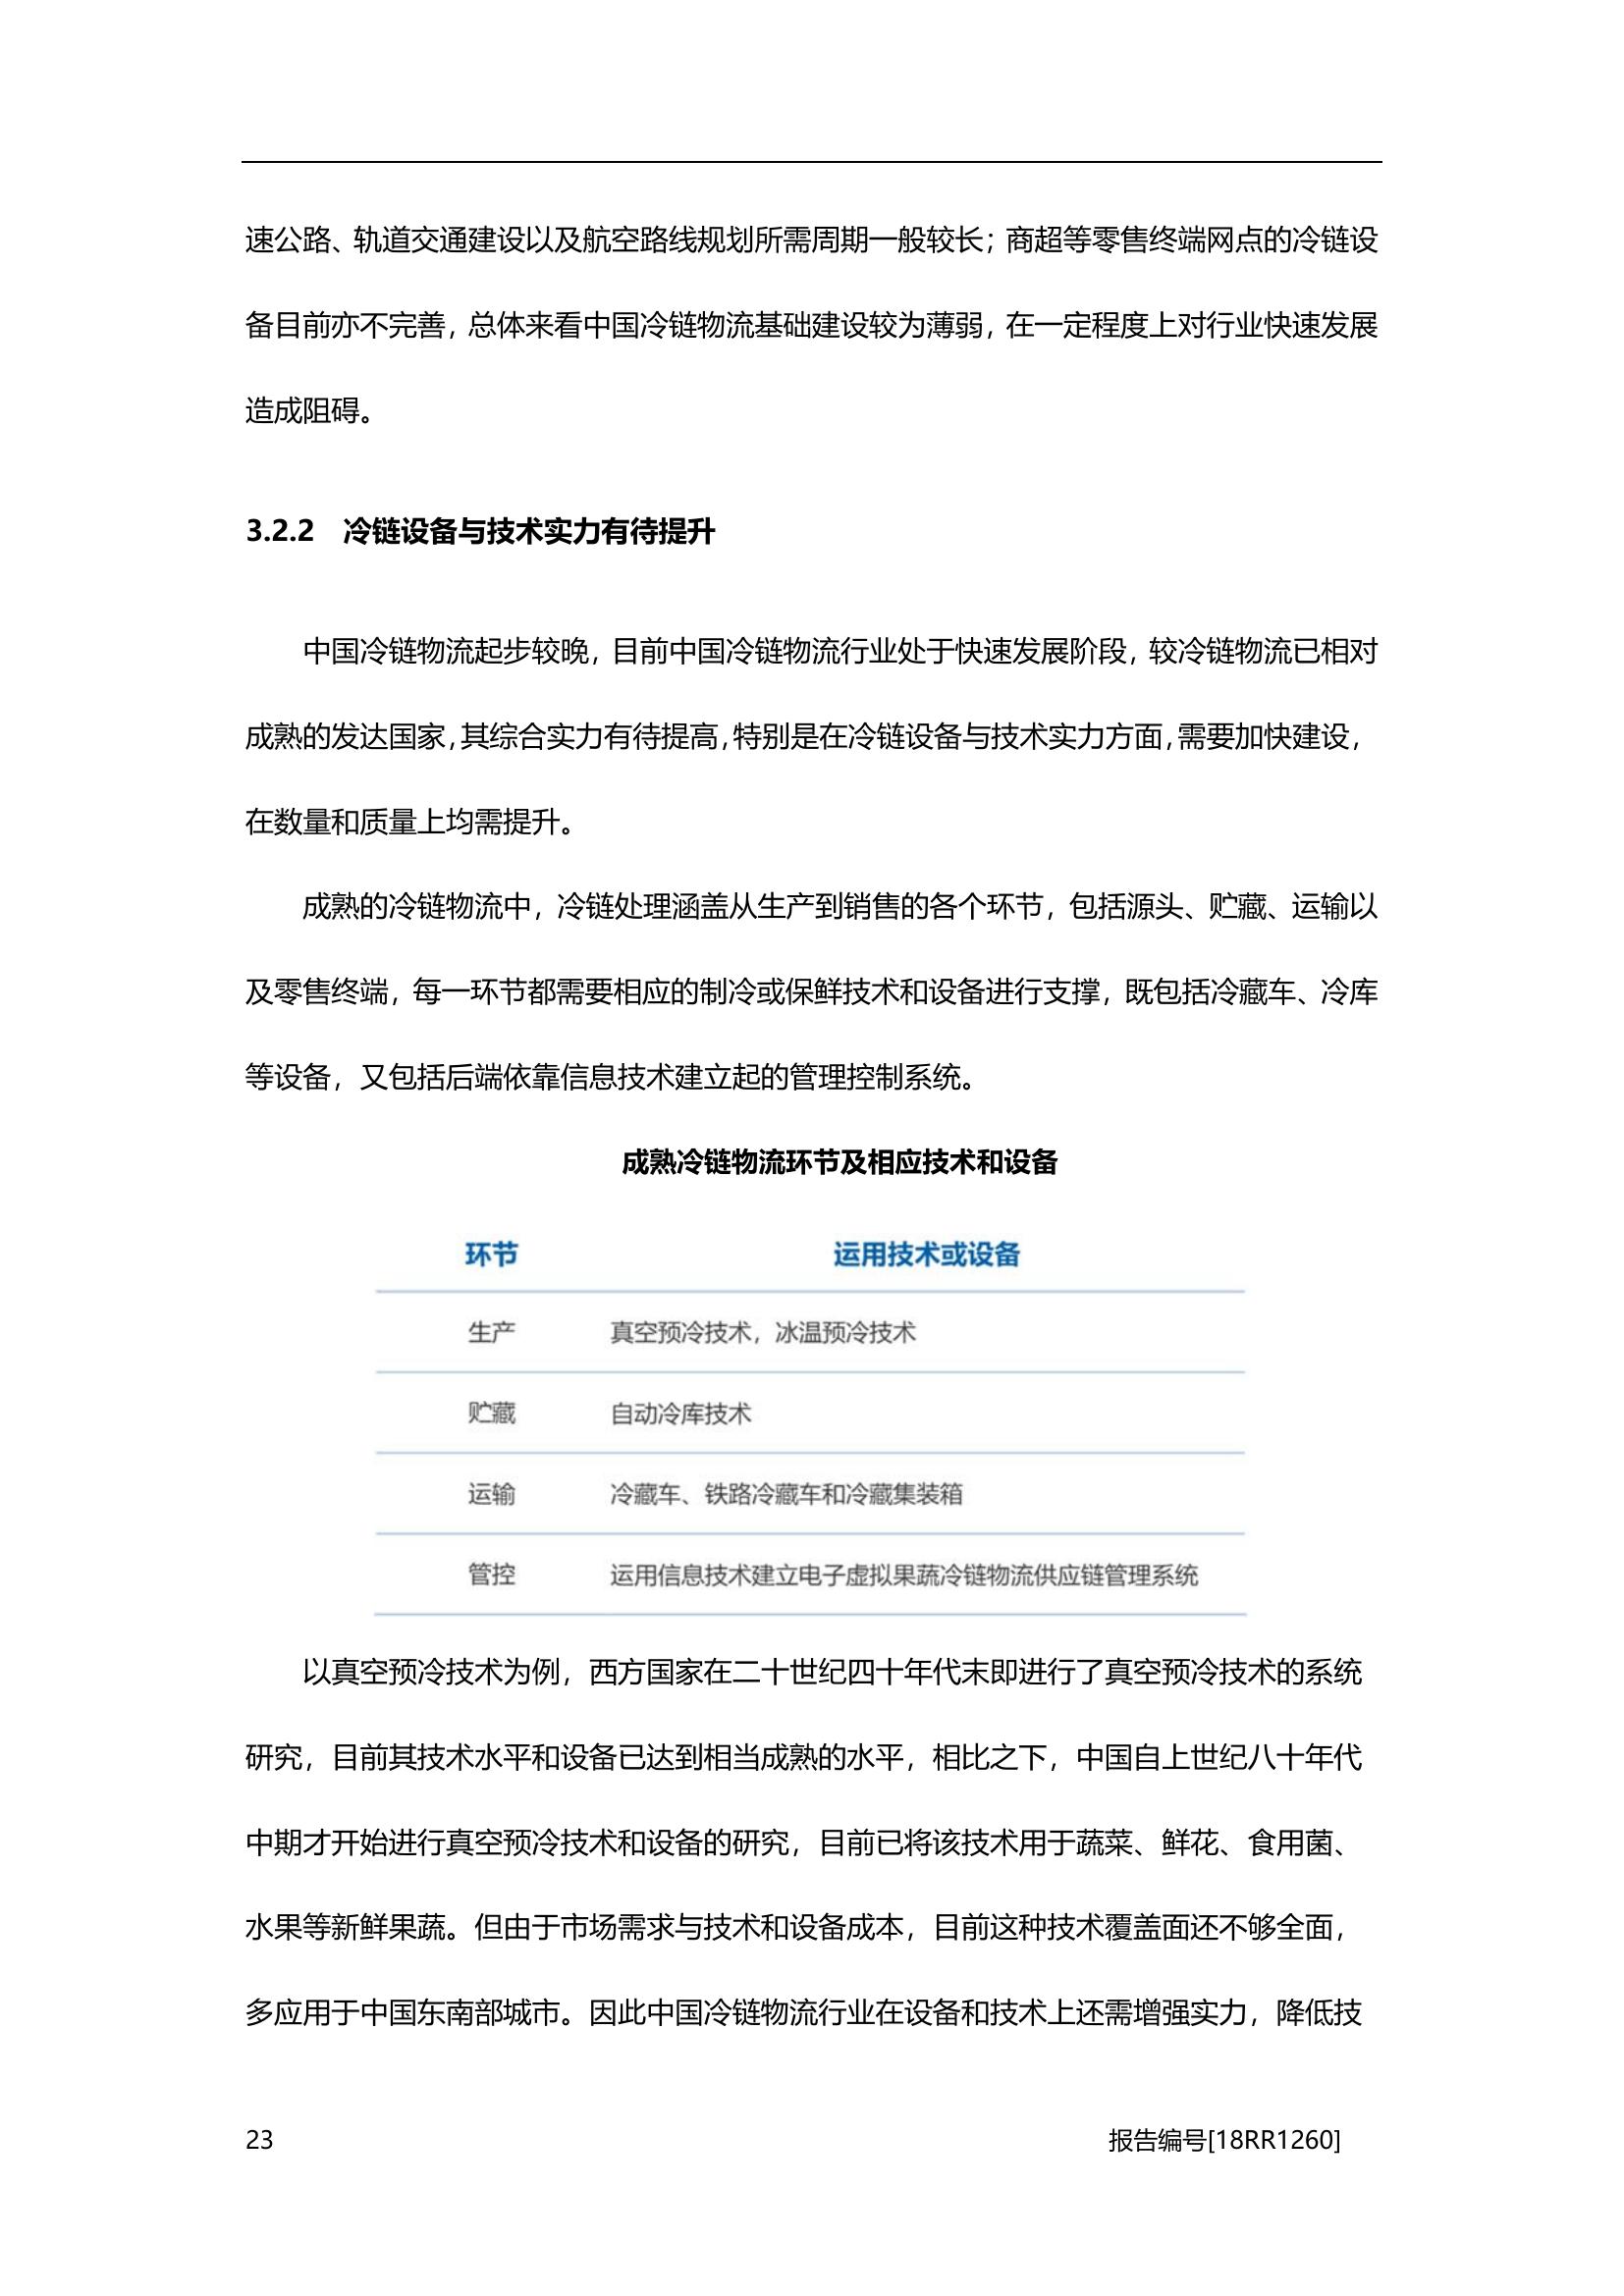 速公路、轨道交通建设以及航空路线规划所需周期一般较长；商超等零售终端网点的冷链设
备目前亦不完善，总体来看中国冷链物流基础建设较为薄弱，在一定程度上对行业快速发展
造成阻碍。
3.2.2 冷链设备与技术实力有待提升
中国冷链物流起步较晚，目前中国冷链物流行业处于快速发展阶段，较冷链物流已相对
成熟的发达国家，其综合实力有待提高，特别是在冷链设备与技术实力方面，需要加快建设，
在数量和质量上均需提升。
成熟的冷链物流中，冷链处理涵盖从生产到销售的各个环节，包括源头、贮藏、运输以
及零售终端，每一环节都需要相应的制冷或保鲜技术和设备进行支撑，既包括冷藏车、冷库
等设备，又包括后端依靠信息技术建立起的管理控制系统。
成熟冷链物流环节及相应技术和设备
环节 运用技术或设备
生产 真空预冷技术，冰温预冷技术
贮藏 自动冷库技术
运输 冷藏车、铁路冷藏车和冷藏集装箱
管控 运用信息技术建立电子虚拟果蔬冷链物流供应链管理系统
以真空预冷技术为例，西方国家在二十世纪四十年代末即进行了真空预冷技术的系统
研究，目前其技术水平和设备已达到相当成熟的水平，相比之下，中国自上世纪八十年代
中期才开始进行真空预冷技术和设备的研究，目前已将该技术用于蔬菜、鲜花、食用菌、
水果等新鲜果蔬。但由于市场需求与技术和设备成本，目前这种技术覆盖面还不够全面，
多应用于中国东南部城市。因此中国冷链物流行业在设备和技术上还需增强实力，降低技
23 报告编号[18RR1260]